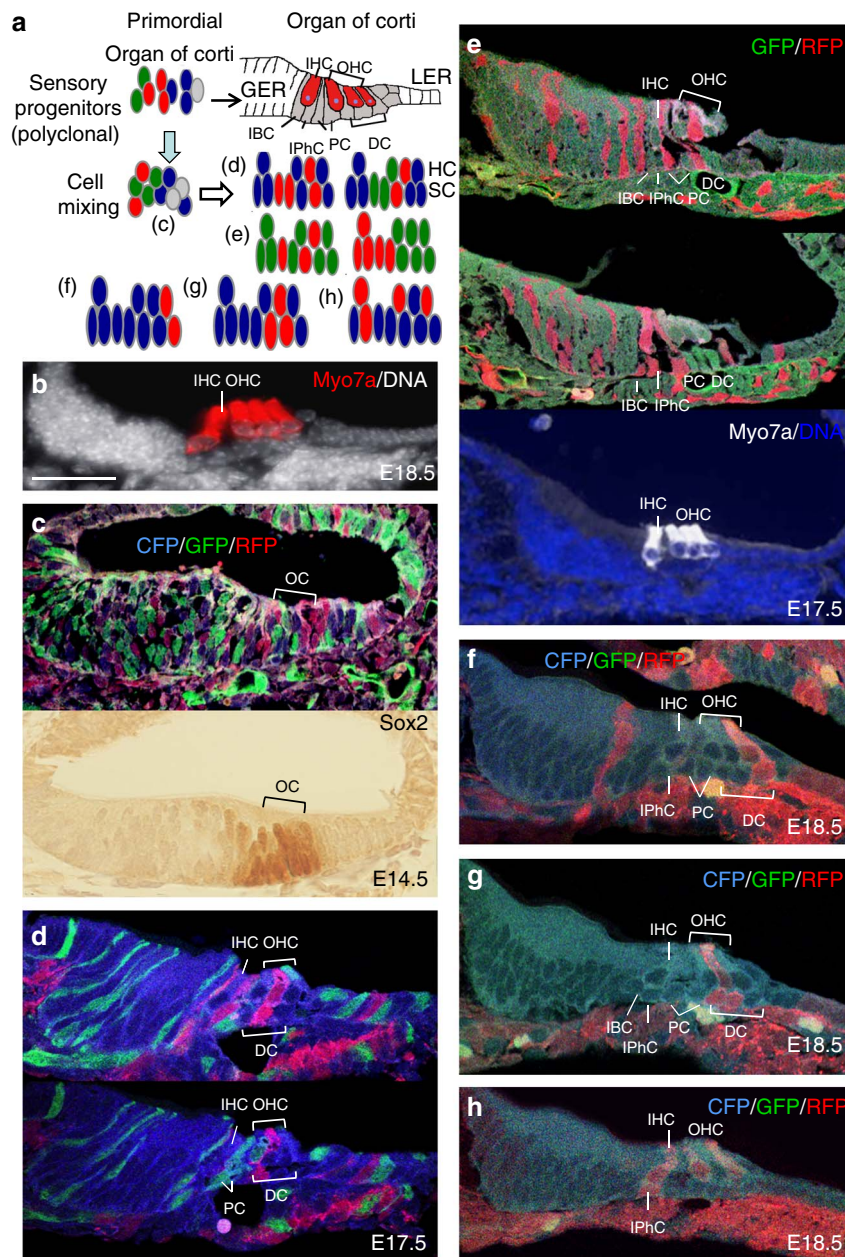 a
Primordial
Organ of corti
Organ of corti
Sensory
progenitors
(polyclonal)
IHC
OHC
GER
LER
IBC
IPhC
PC
DC
Cell
mixing
(c)
(d)
HC
SC
(e)
(f)
(g)
(h)
b
IHC OHC
Myo7a/DNA
E18.5
c
CFP/GFP/RFP
OC
Sox2
OC
E14.5
d
IHC OHC
DC
IHC OHC
PC
DC
E17.5
e
GFP/RFP
IHC
OHC
IBC
IPhC
PC
DC
IBC
IPhC
PC
DC
Myo7a/DNA
IHC
OHC
E17.5
f
CFP/GFP/RFP
IHC
OHC
IPhC
PC
DC
E18.5
g
CFP/GFP/RFP
IHC
OHC
IBC
IPhC
PC
DC
E18.5
h
CFP/GFP/RFP
IHC
OHC
IPhC
E18.5